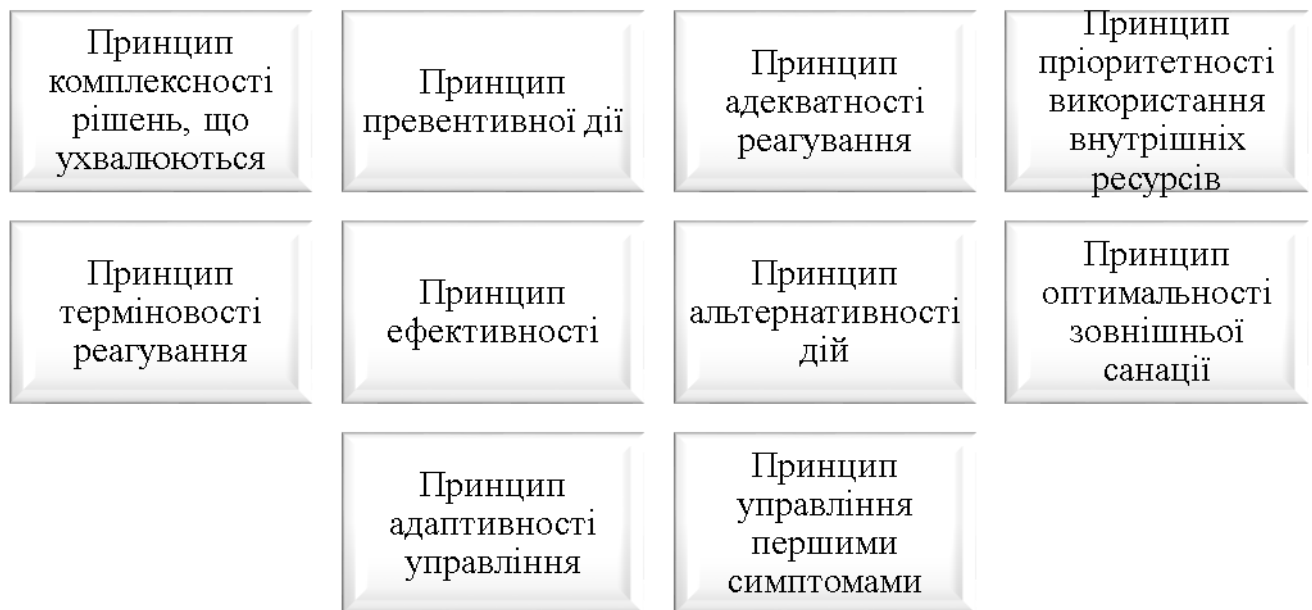 Принцип
комплексності
рішень, що
ухвалюються
Принцип
превентивної дії
Принцип
адекватності
реагування
Принцип
пріоритетності
використання
внутрішніх
ресурсів
Принцип
терміновості
реагування
Принцип
ефективності
Принцип
альтернативності
дій
Принцип
оптимальності
зовнішньої
санації
Принцип
адаптивності
управління
Принцип
управління
першими
симптомами